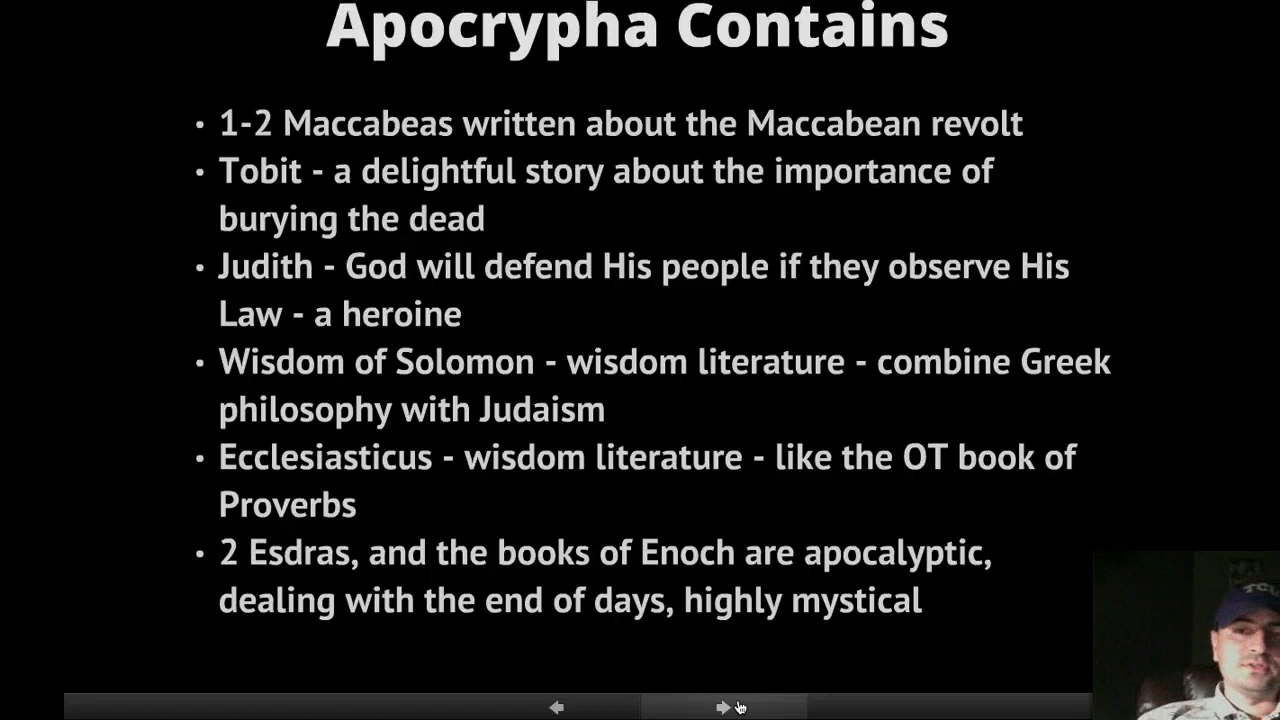 Apocrypha Contains
• 1-2 Maccabeas written about the Maccabean revolt
• Tobit - a delightful story about the importance of
burying the dead
• Judith - God will defend His people if they observe His
Law - a heroine
• Wisdom of Solomon - wisdom literature - combine Greek
philosophy with Judaism
• Ecclesiasticus - wisdom literature - like the OT book of
Proverbs
• 2 Esdras, and the books of Enoch are apocalyptic,
dealing with the end of days, highly mystical
TCU